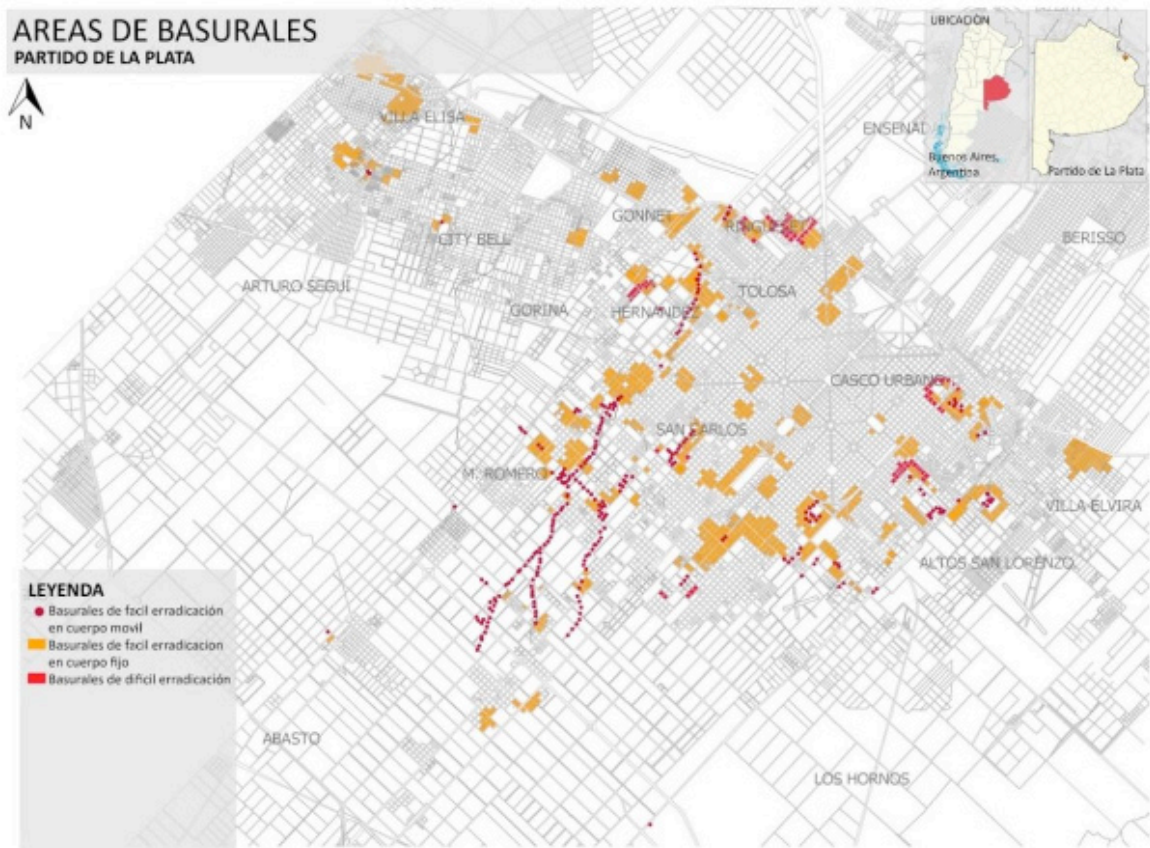 AREAS DE BASURALES
PARTIDO DE LA PLATA
N
UBICACIÓN
Buenos Aires,
Argentina
Partido de La Plata
VILLA ELISA
ENSENAD
GONNET
RINGUELET
BERISSO
CITY BELL
ARTURO SEGUI
TOLOSA
GORINA
HERNANDEZ
CASCO URBANO
SAN CARLOS
M. ROMERO
VILLA ELVIRA
ALTOS SAN LORENZO
LEYENDA
Basurales de facil erradicación
en cuerpo movil
Basurales de facil erradicacion
en cuerpo fijo
Basurales de dificil erradicación
ABASTO
LOS HORNOS